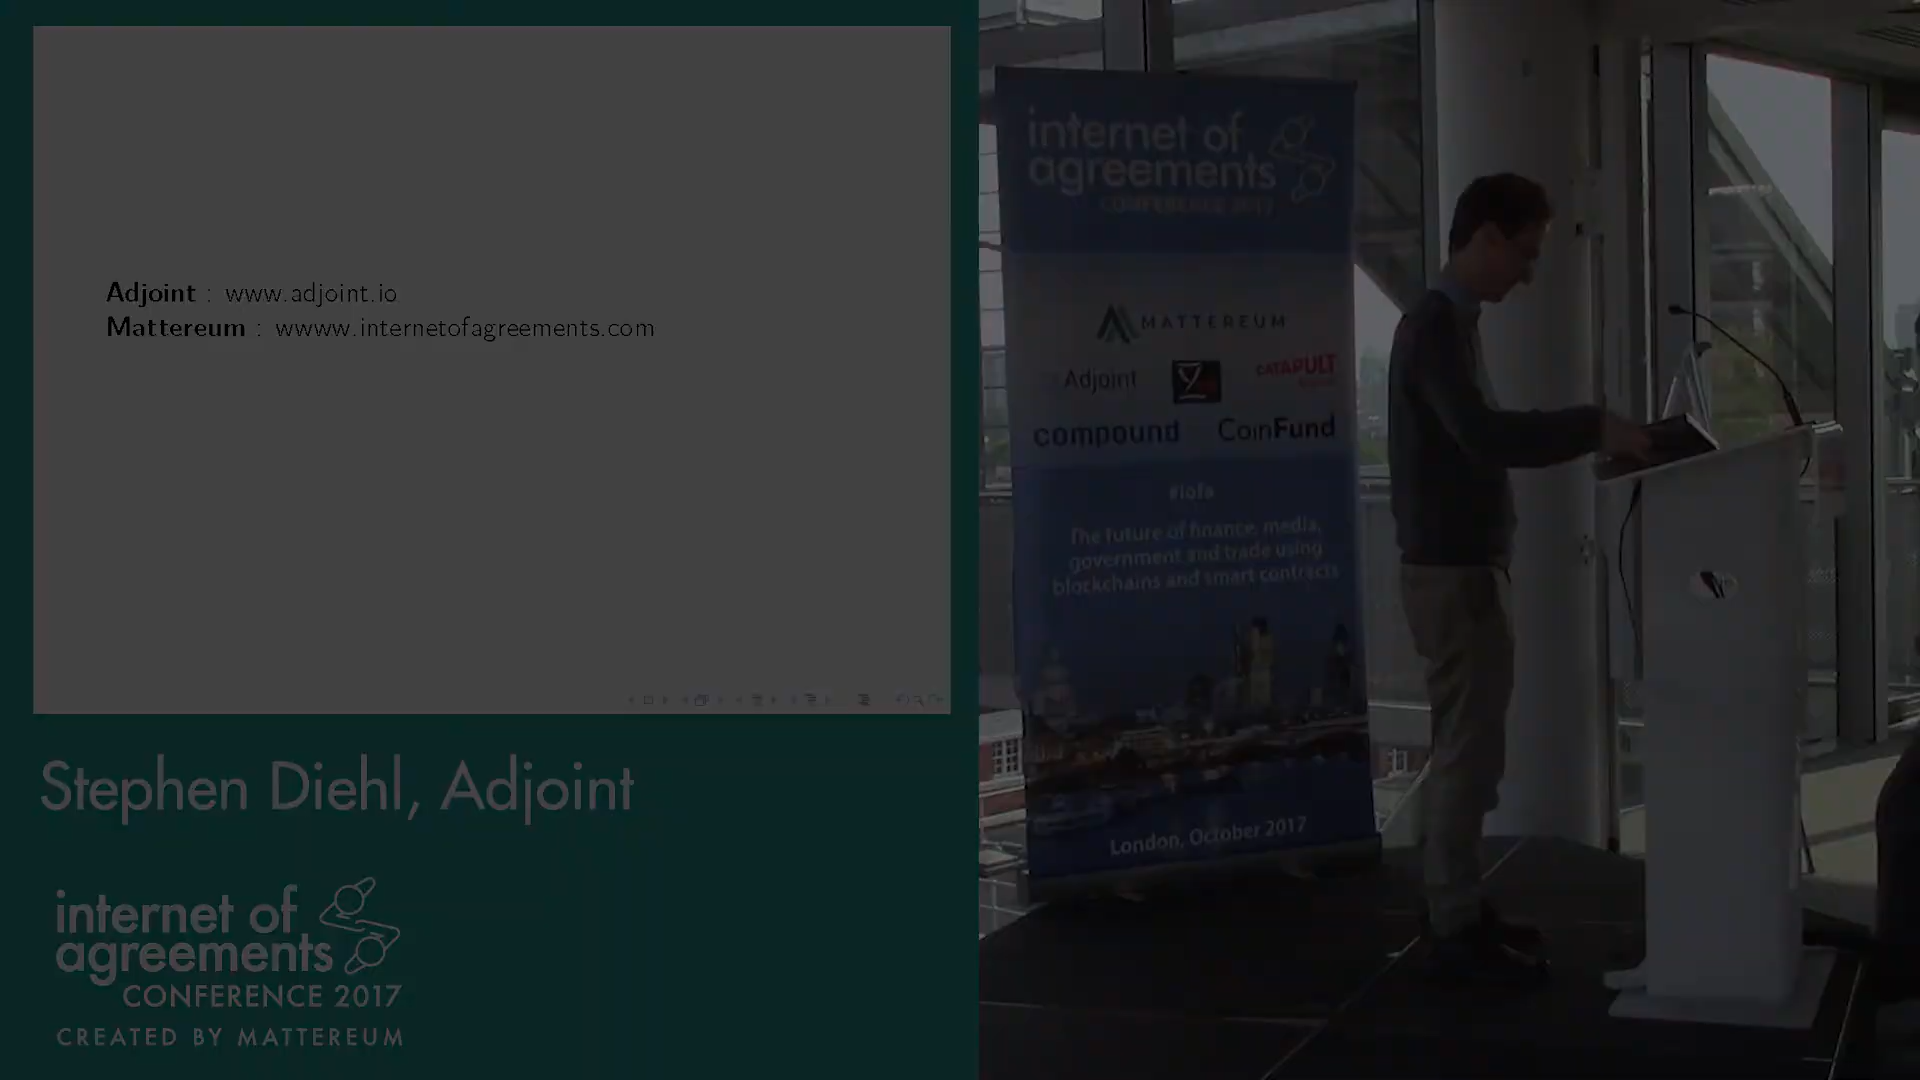 Adjoint : www.adjoint.io
Mattereum : wwww.internetofagreements.com
Stephen Diehl, Adjoint
internet of
agreements
CONFERENCE 2017
CREATED BY MATTEREUM
internet of
agreements
CONFERENCE 2017
MATTEREUM
Adjoint
CATAPULT
compound
CoinFund
#iofa
The future of finance, media,
government and trade using
blockchains and smart contracts
London, October 2017